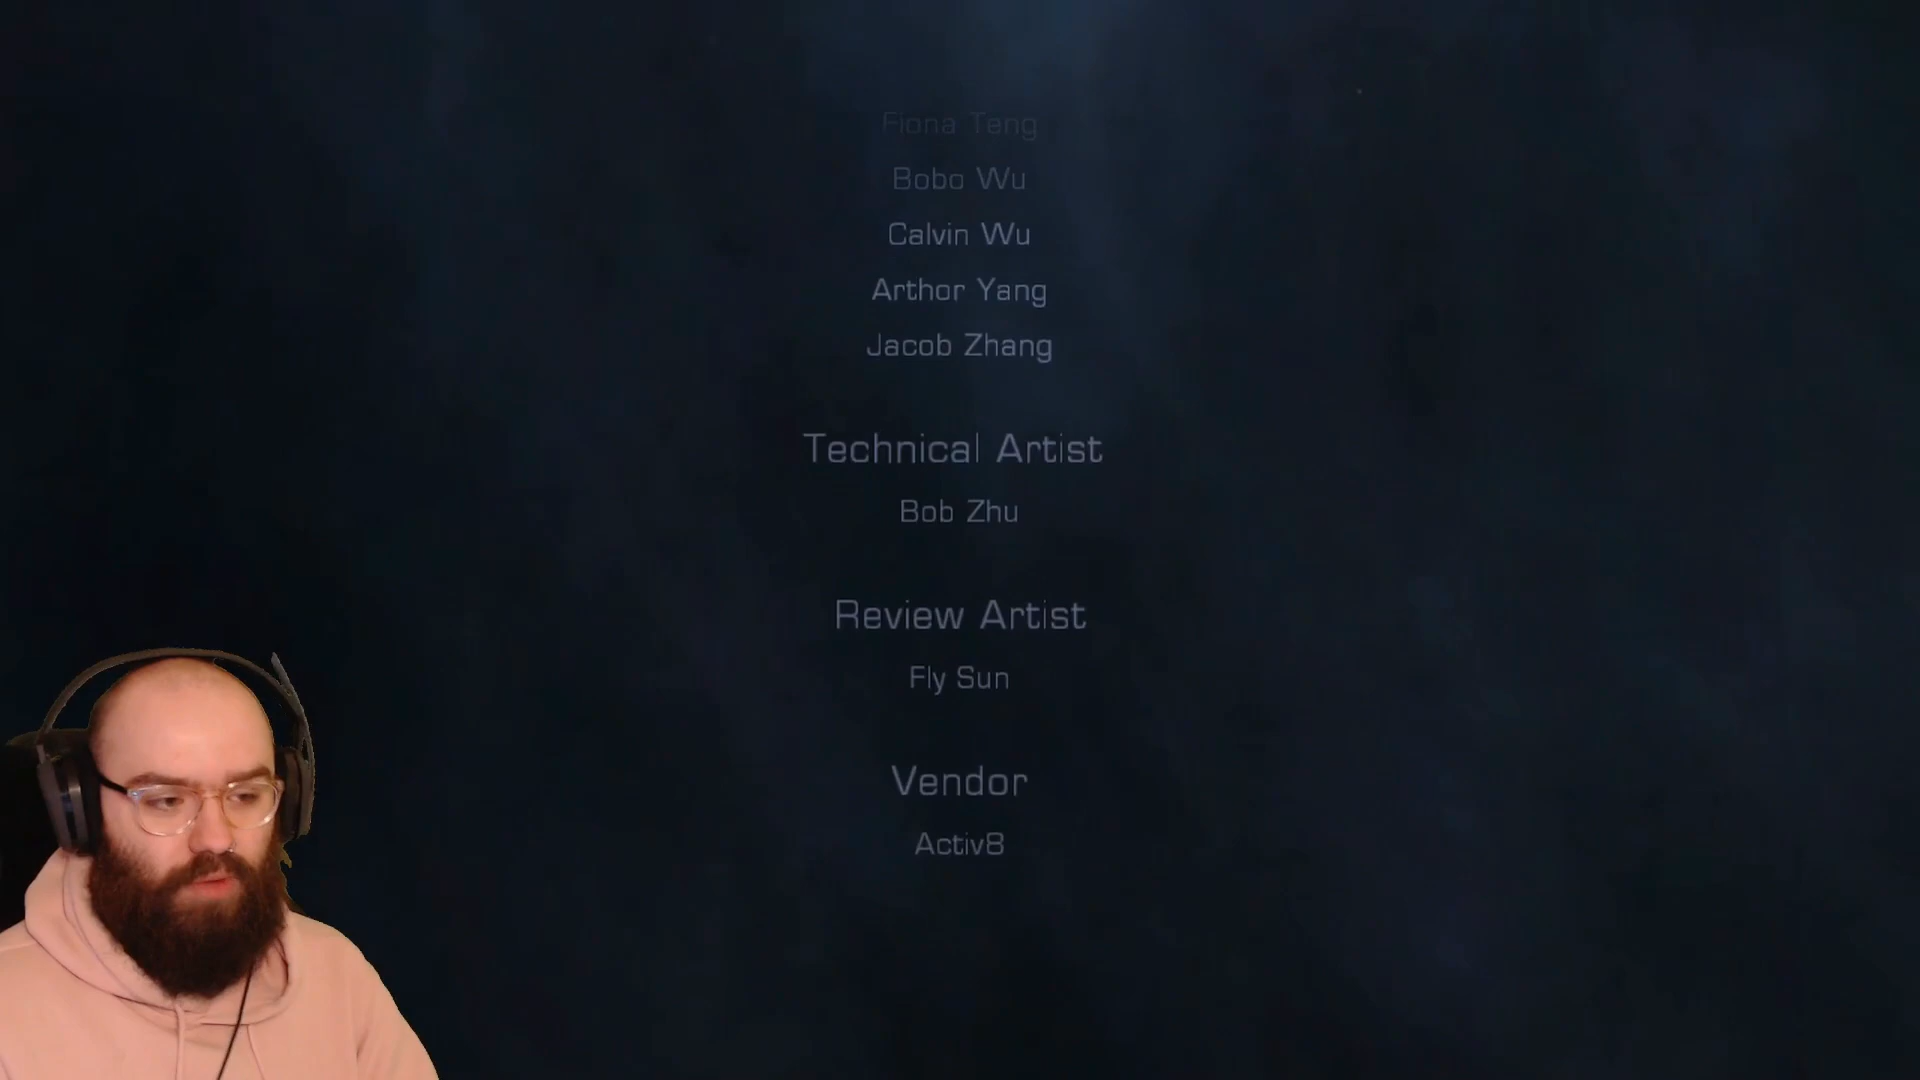 Fiona Teng
Bobo Wu
Calvin Wu
Arthor Yang
Jacob Zhang
Technical Artist
Bob Zhu
Review Artist
Fly Sun
Vendor
Activ8